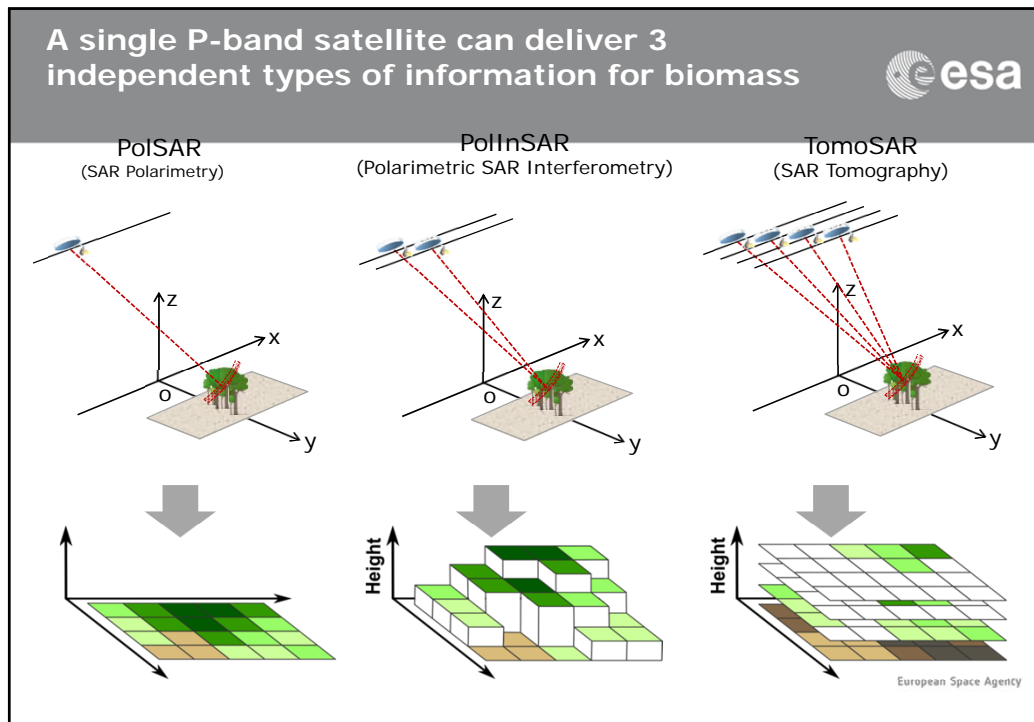 A single P-band satellite can deliver 3
independent types of information for biomass
esa
PolSAR
(SAR Polarimetry)
PolInSAR
(Polarimetric SAR Interferometry)
TomoSAR
(SAR Tomography)
z
x
o
y
z
x
o
y
z
x
o
y
Height
Height
European Space Agency